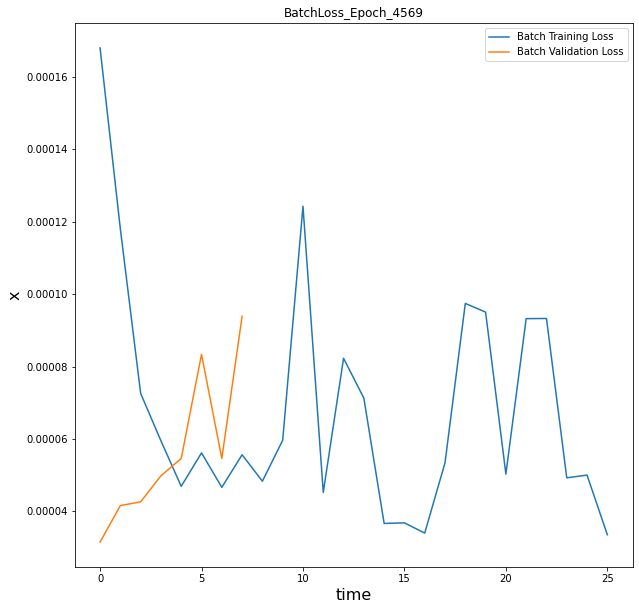 BatchLoss_Epoch_4569
Batch Training Loss
Batch Validation Loss
0.00016
0.00014
0.00012
0.00010
0.00008
0.00006
0.00004
x
0 5 10 15 20 25
time